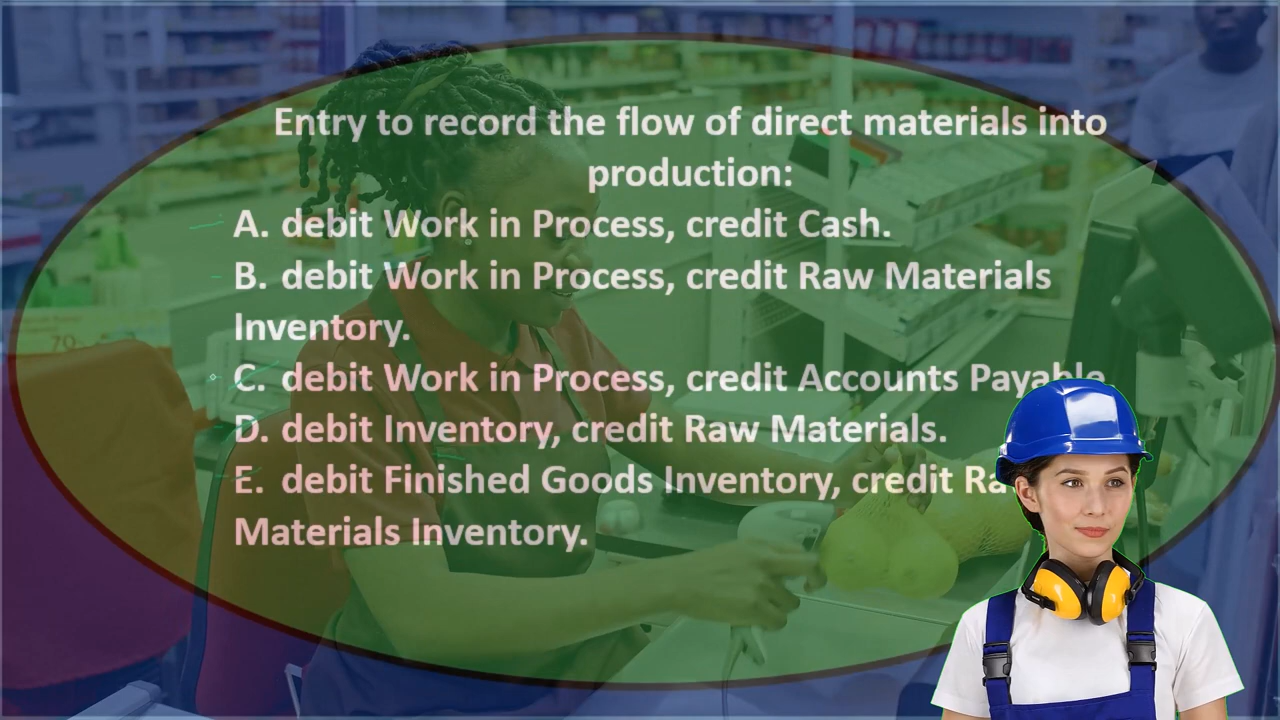 Entry to record the flow of direct materials into
production:
A. debit Work in Process, credit Cash.
B. debit Work in Process, credit Raw Materials
Inventory.
C. debit Work in Process, credit Accounts Payable
D. debit Inventory, credit Raw Materials.
E. debit Finished Goods Inventory, credit
Materials Inventory.
70